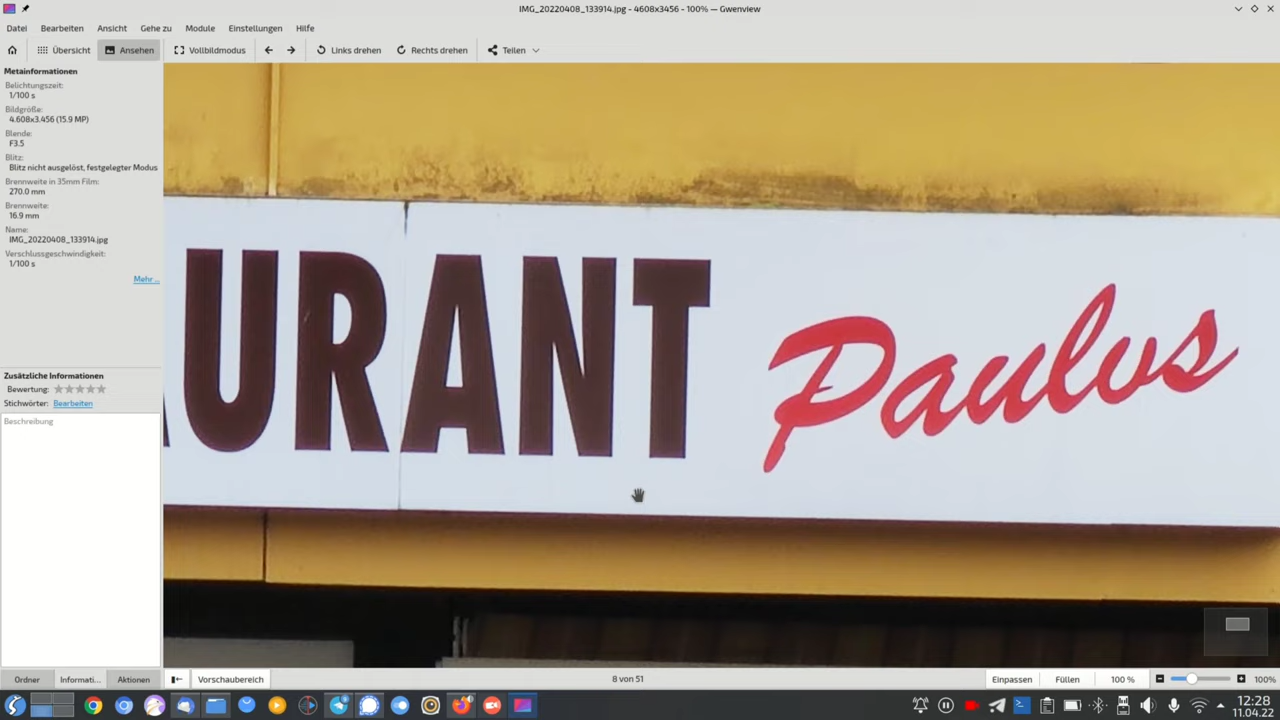 IMG_20220408_133914.jpg - 4608x3456 - 100% — Gwenview
Datei Bearbeiten Ansicht Gehe zu Module Einstellungen Hilfe
Übersicht Ansehen Vollbildmodus Links drehen Rechts drehen Teilen
Metainformationen
Belichtungszeit:
1/100 s
Bildgröße:
4.608x3.456 (15.9 MP)
Blende:
F3.5
Blitz:
Blitz nicht ausgelöst, festgelegter Modus
Brennweite in 35mm Film:
270.0 mm
Brennweite:
16.9 mm
Name:
IMG_20220408_133914.jpg
Verschlussgeschwindigkeit:
1/100 s
Mehr...
Zusätzliche Informationen
Bewertung:
Stichwörter: Bearbeiten
Beschreibung
AURANT Paulus
Ordner Informati... Aktionen Vorschaubereich 8 von 51 Einpassen Füllen 100 % 100%
12:28
11.04.22